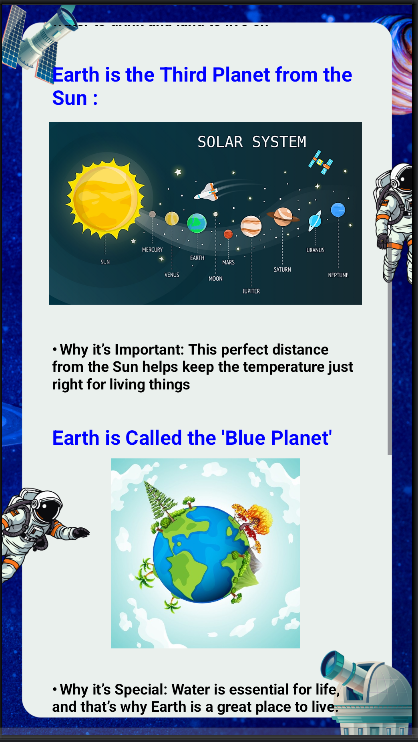 Earth is the Third Planet from the
Sun :
SOLAR SYSTEM
SUN
MERCURY
VENUS
EARTH
MOON
MARS
JUPITER
SATURN
URANUS
NEPTUNE
• Why it’s Important: This perfect distance
from the Sun helps keep the temperature just
right for living things
Earth is Called the 'Blue Planet'
• Why it’s Special: Water is essential for life,
and that’s why Earth is a great place to live.